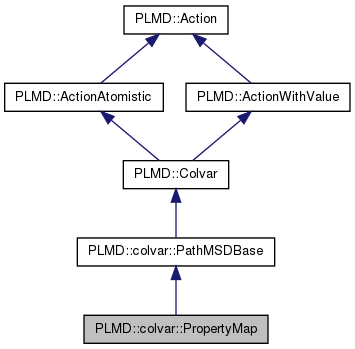 PLMD::Action
PLMD::ActionAtomistic
PLMD::ActionWithValue
PLMD::Colvar
PLMD::colvar::PathMSDBase
PLMD::colvar::PropertyMap